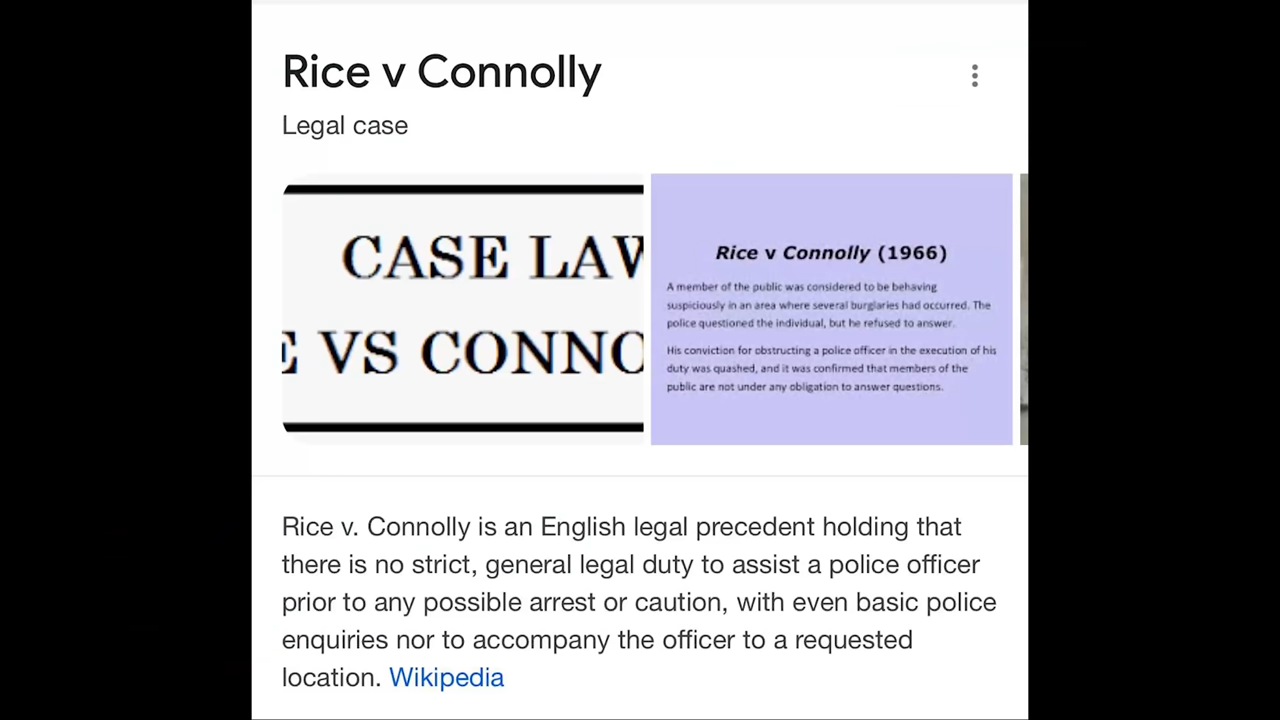 Rice v Connolly
Legal case
CASE LAW
E VS CONNO
Rice v Connolly (1966)
A member of the public was considered to be behaving
suspiciously in an area where several burglaries had occurred. The
police questioned the individual, but he refused to answer.
His conviction for obstructing a police officer in the execution of his
duty was quashed, and it was confirmed that members of the
public are not under any obligation to answer questions.
Rice v. Connolly is an English legal precedent holding that
there is no strict, general legal duty to assist a police officer
prior to any possible arrest or caution, with even basic police
enquiries nor to accompany the officer to a requested
location. Wikipedia